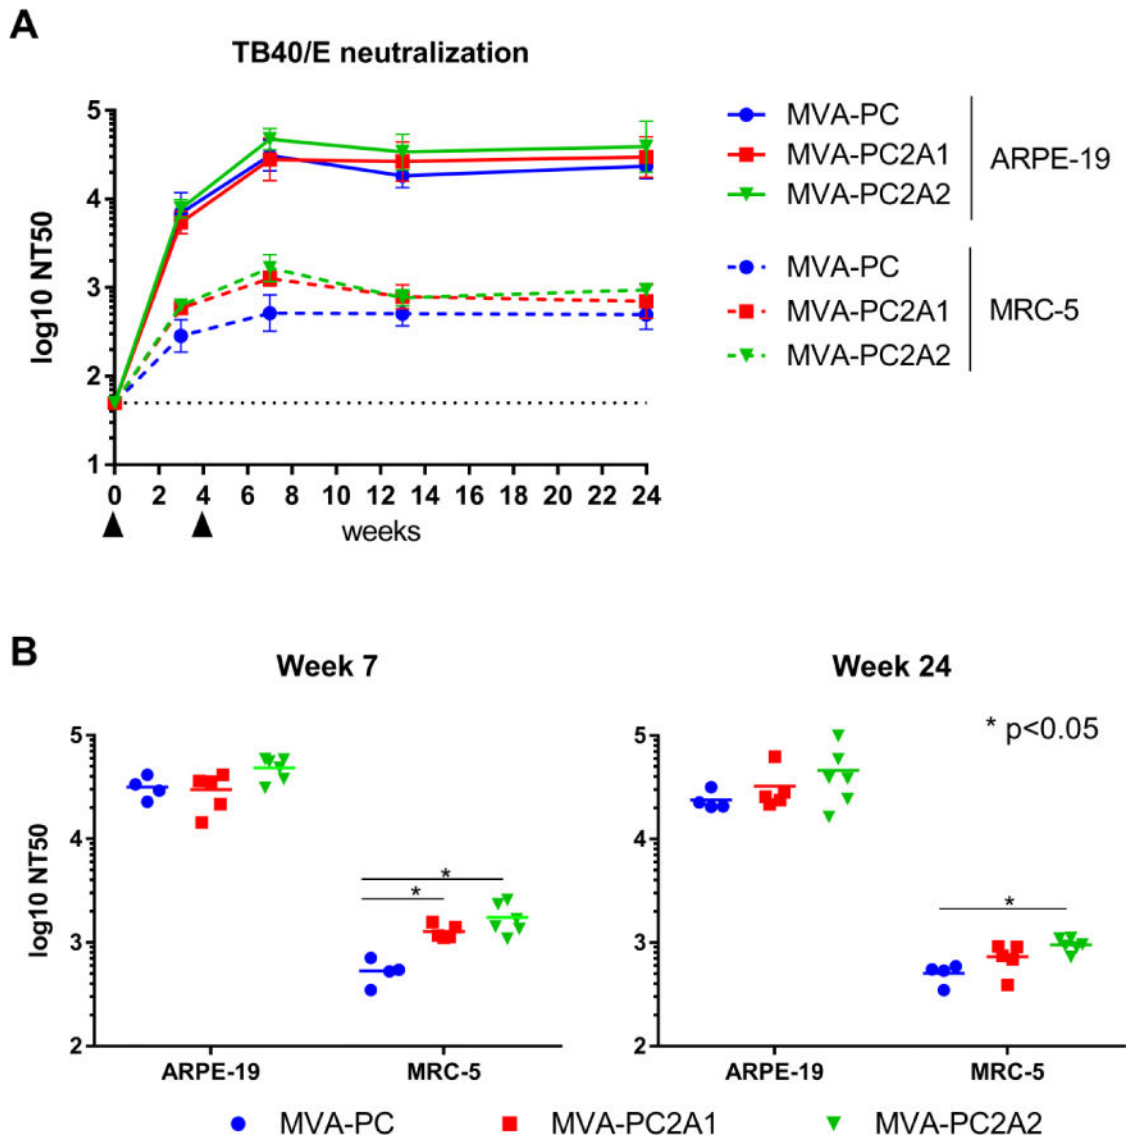 A
TB40/E neutralization
log10 NT50
5
4
3
2
1
0 2 4 6 8 10 12 14 16 18 20 22 24
weeks
MVA-PC
MVA-PC2A1
MVA-PC2A2
ARPE-19
MVA-PC
MVA-PC2A1
MVA-PC2A2
MRC-5
B
Week 7
log10 NT50
5
4
3
2
* 
*
ARPE-19 MRC-5
Week 24
* p<0.05
5
4
3
2
*
ARPE-19 MRC-5
MVA-PC MVA-PC2A1 MVA-PC2A2